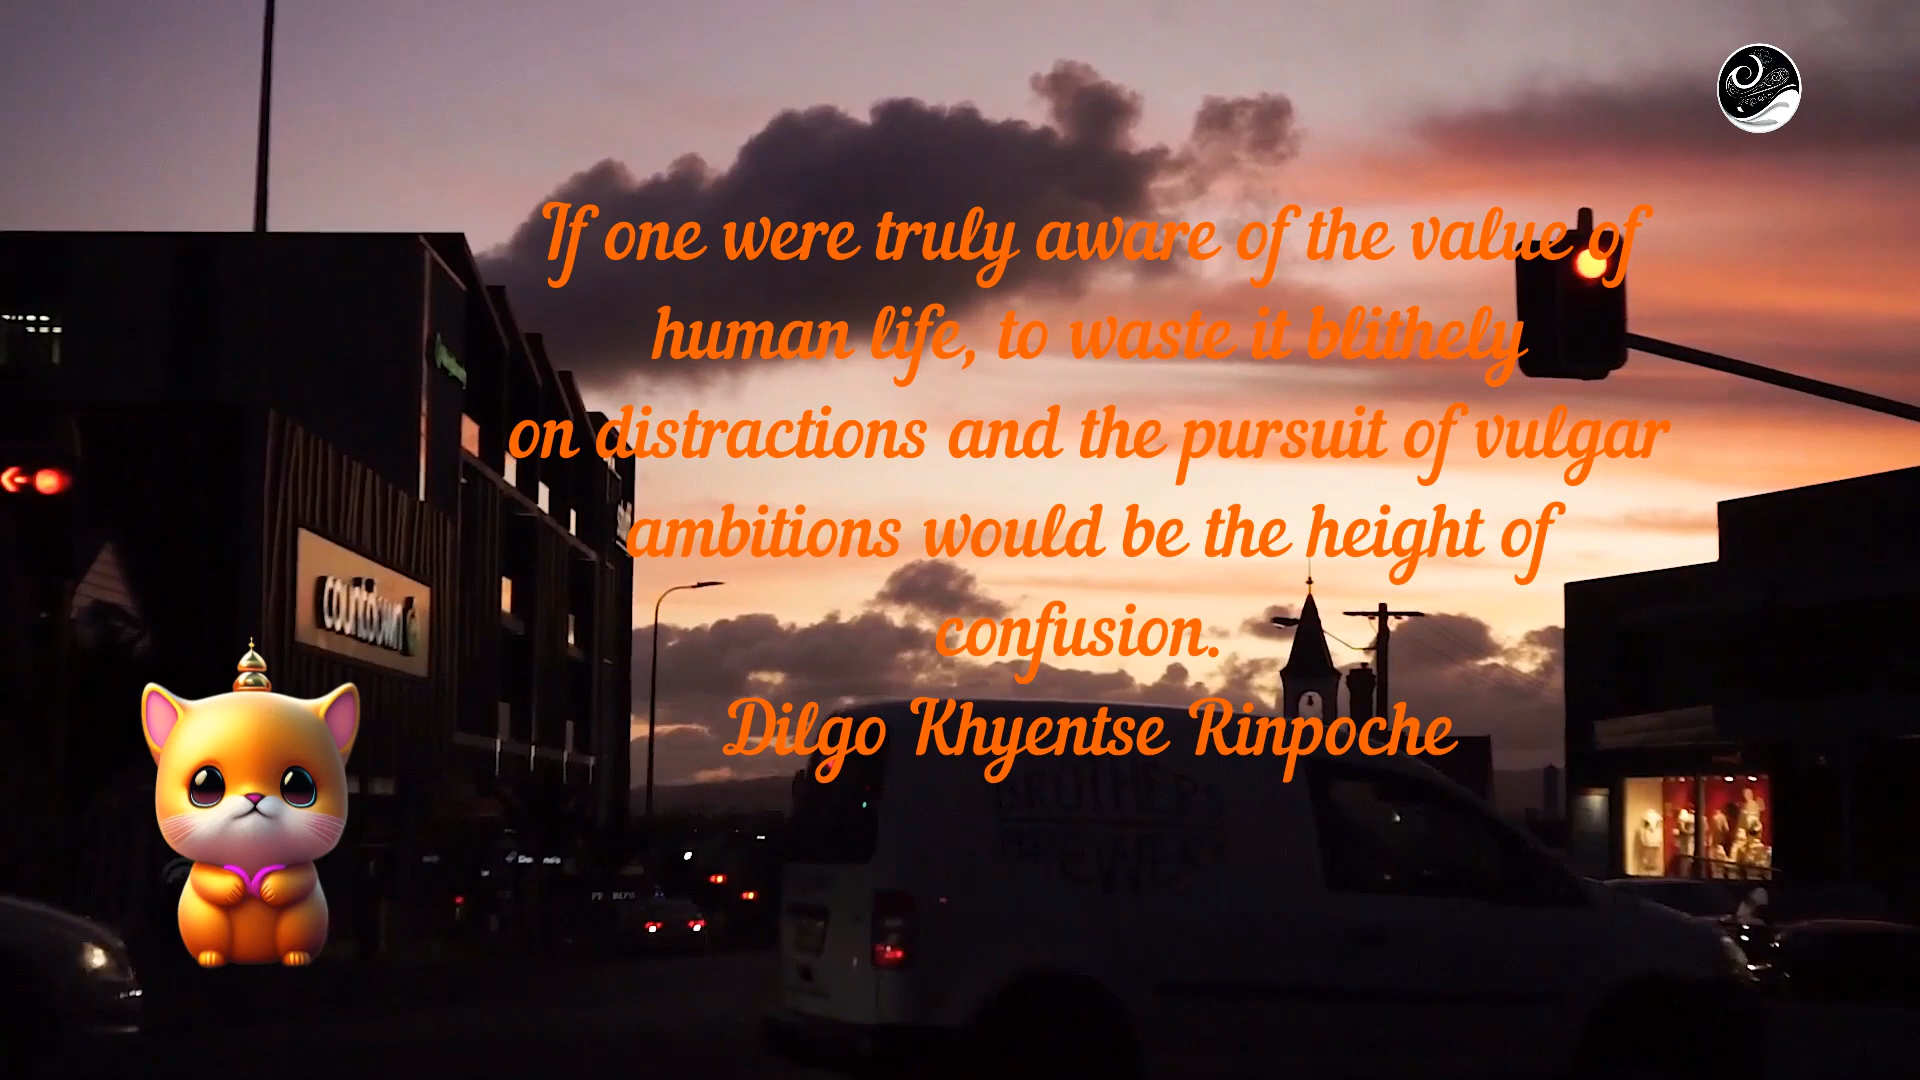 If one were truly aware of the value of
human life, to waste it blithely
on distractions and the pursuit of vulgar
ambitions would be the height of
confusion.
Dilgo Khyentse Rinpoche
countdown